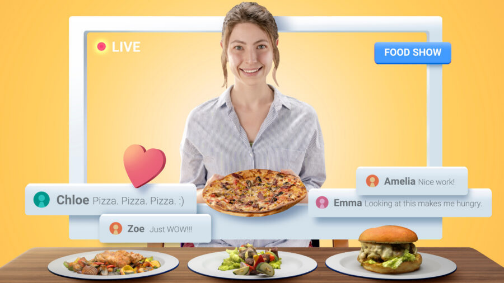 LIVE
FOOD SHOW
Amelia Nice work!
Chloe Pizza. Pizza. Pizza. :)
Emma Looking at this makes me hungry.
Zoe Just WOW!!!